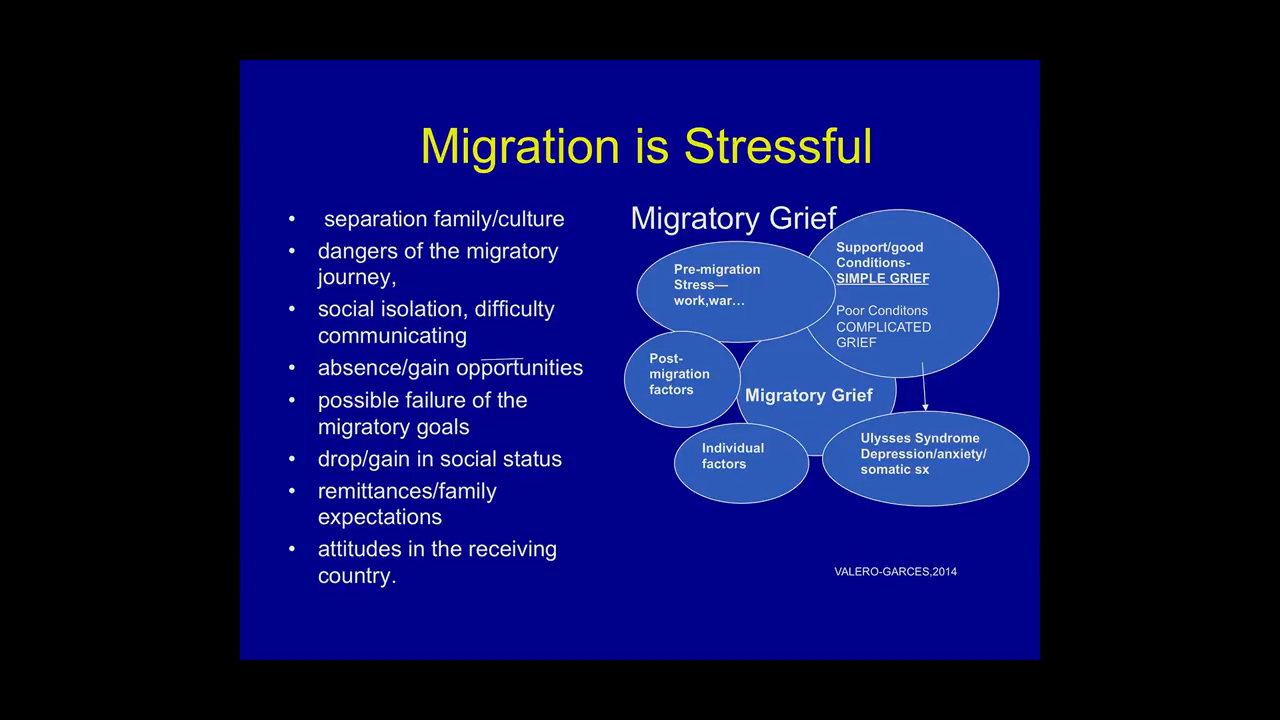 Migration is Stressful
• separation family/culture
• dangers of the migratory
journey,
• social isolation, difficulty
communicating
• absence/gain opportunities
• possible failure of the
migratory goals
• drop/gain in social status
• remittances/family
expectations
• attitudes in the receiving
country.
Migratory Grief
Pre-migration
Stress—
work,war…
Support/good
Conditions-
SIMPLE GRIEF
Poor Conditons
COMPLICATED
GRIEF
Post-
migration
factors
Migratory Grief
Individual
factors
Ulysses Syndrome
Depression/anxiety/
somatic sx
VALERO-GARCES,2014